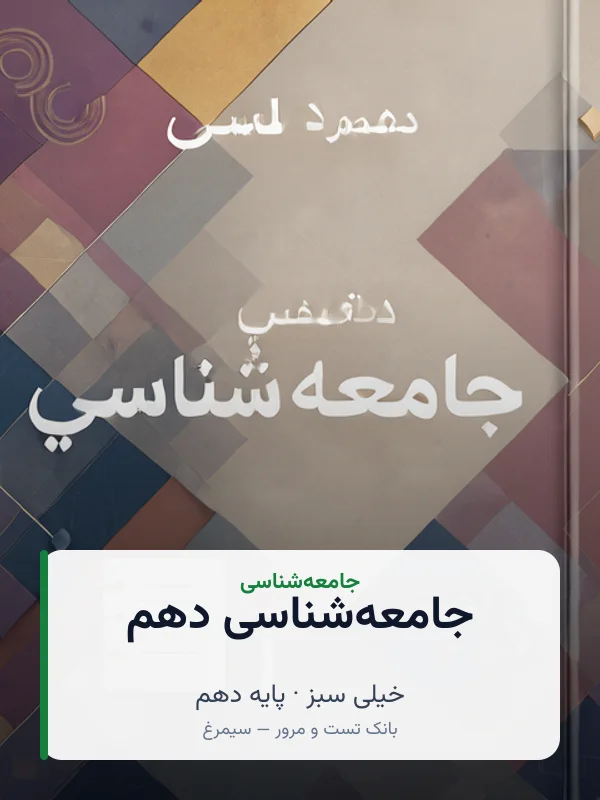 جامعه شناسي
جامعه‌شناسی
جامعه‌شناسی دهم
خیلی سبز · پایه دهم
بانک تست و مرور — سیمرغ